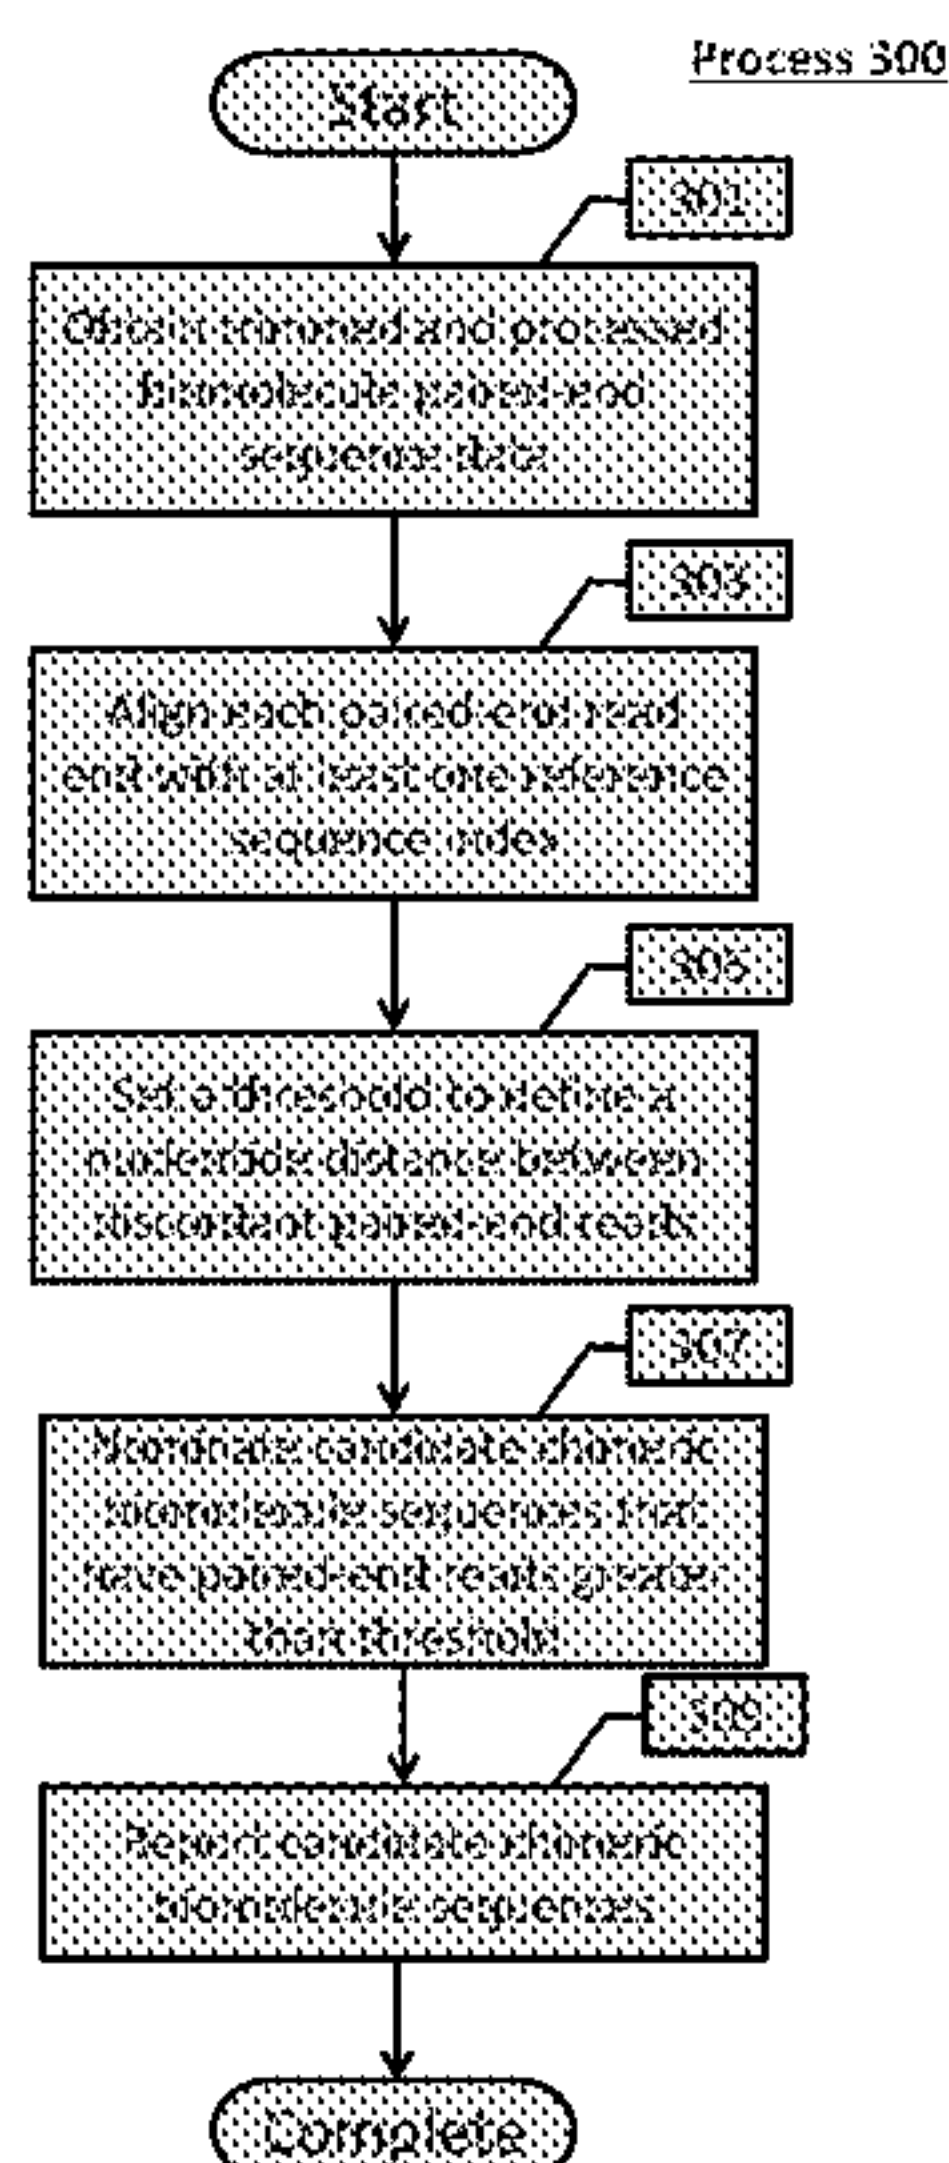 Process 300
Start
301
Obtain trimmed and processed
biomolecule paired-end
sequence data
303
Align each paired-end read
end with at least one reference
sequence index
305
Set a threshold to define a
nucleotide distance between
discordant paired-end reads
307
Nominate candidate chimeric
biomolecule sequences that
have paired-end reads greater
than threshold
309
Report candidate chimeric
biomolecule sequences
Complete